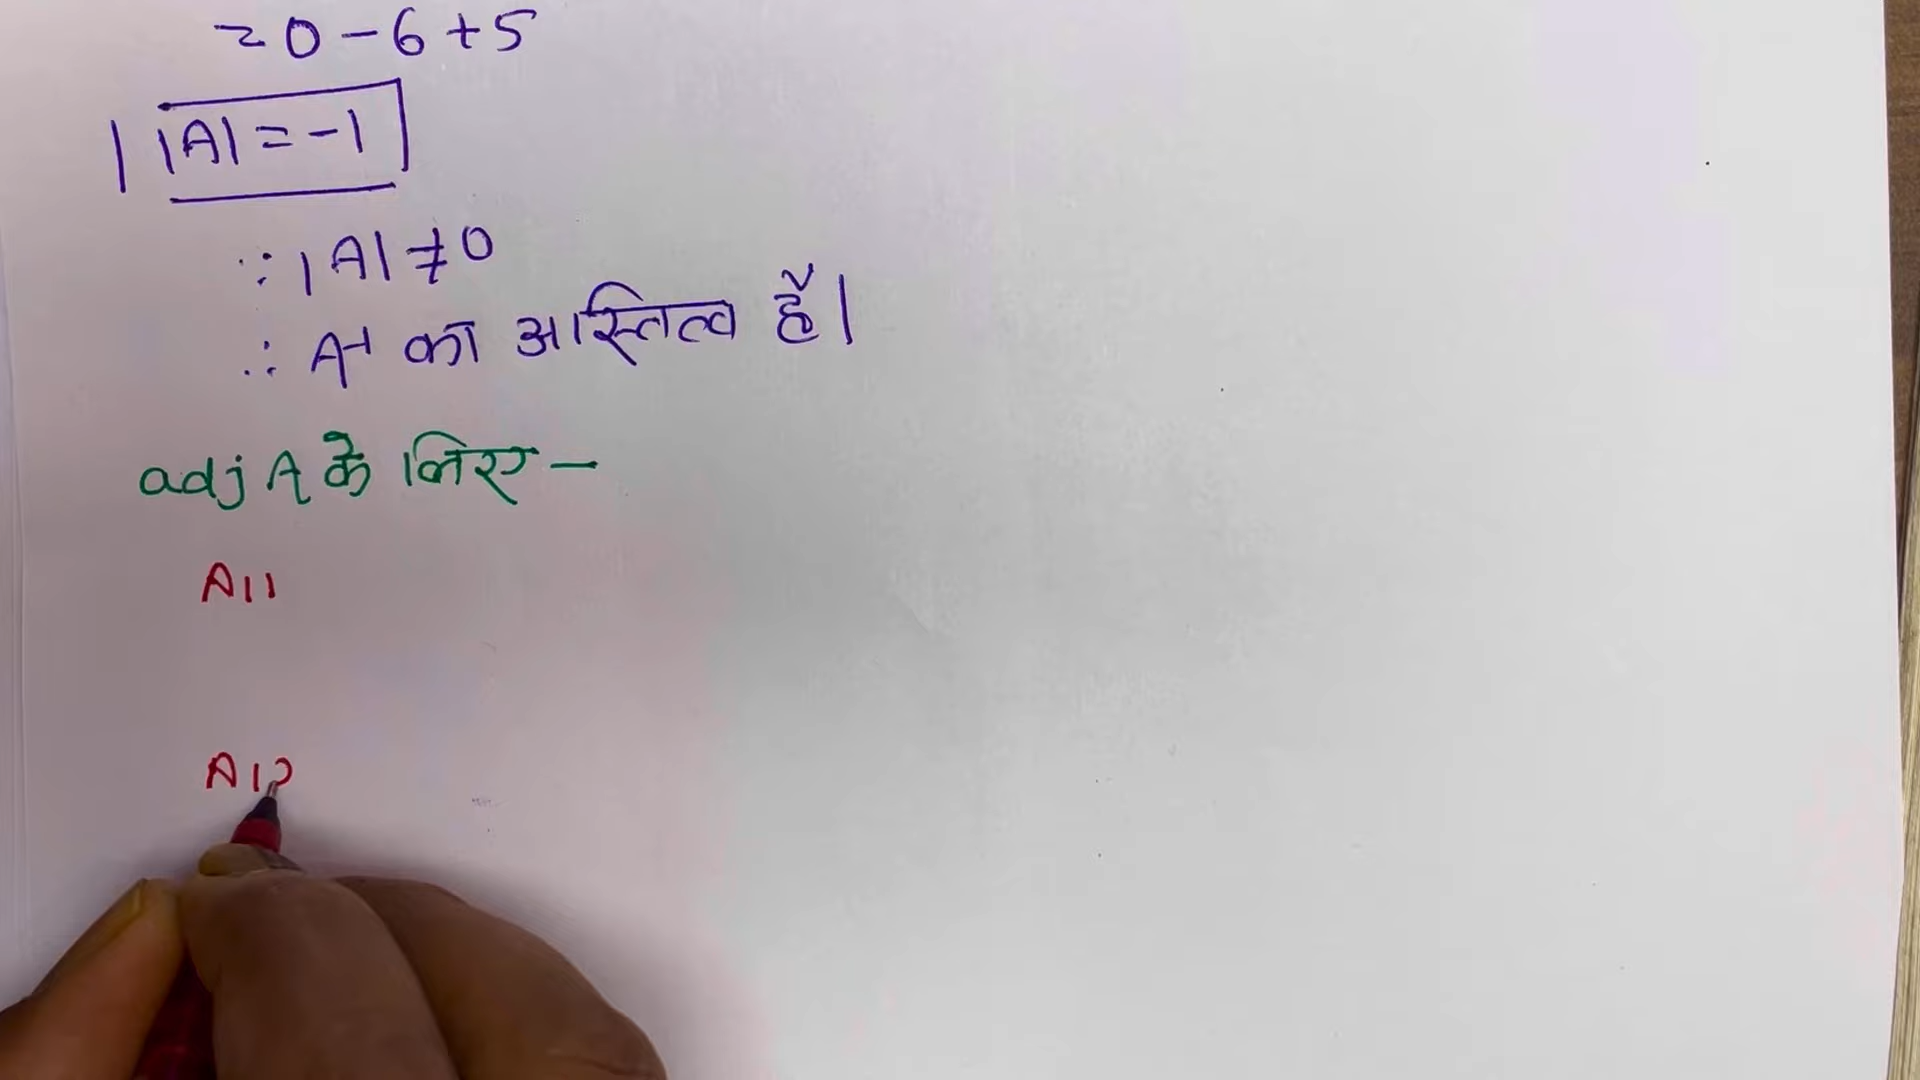 = 0 - 6 + 5
|A| = -1
∵ |A| ≠ 0
∴ A⁻¹ का अस्तित्व हैं।
adj A के लिए -
A11
A12